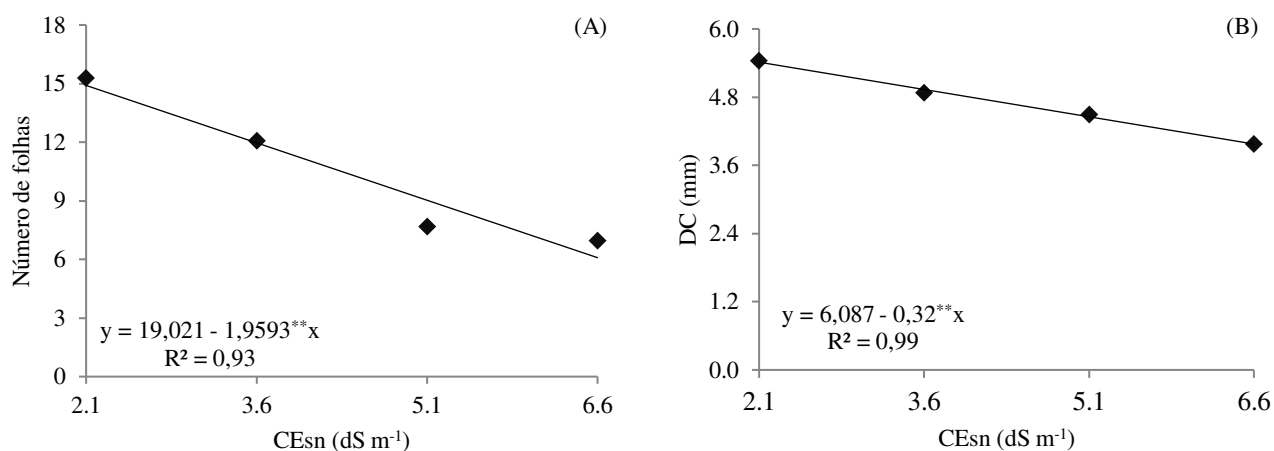 (A)
Número de folhas
18
15
12
9
6
3
0
y = 19,021 - 1,9593**x
R² = 0,93
2.1 3.6 5.1 6.6
CEsn (dS m⁻¹)
(B)
DC (mm)
6.0
4.8
3.6
2.4
1.2
0.0
y = 6,087 - 0,32**x
R² = 0,99
2.1 3.6 5.1 6.6
CEsn (dS m⁻¹)